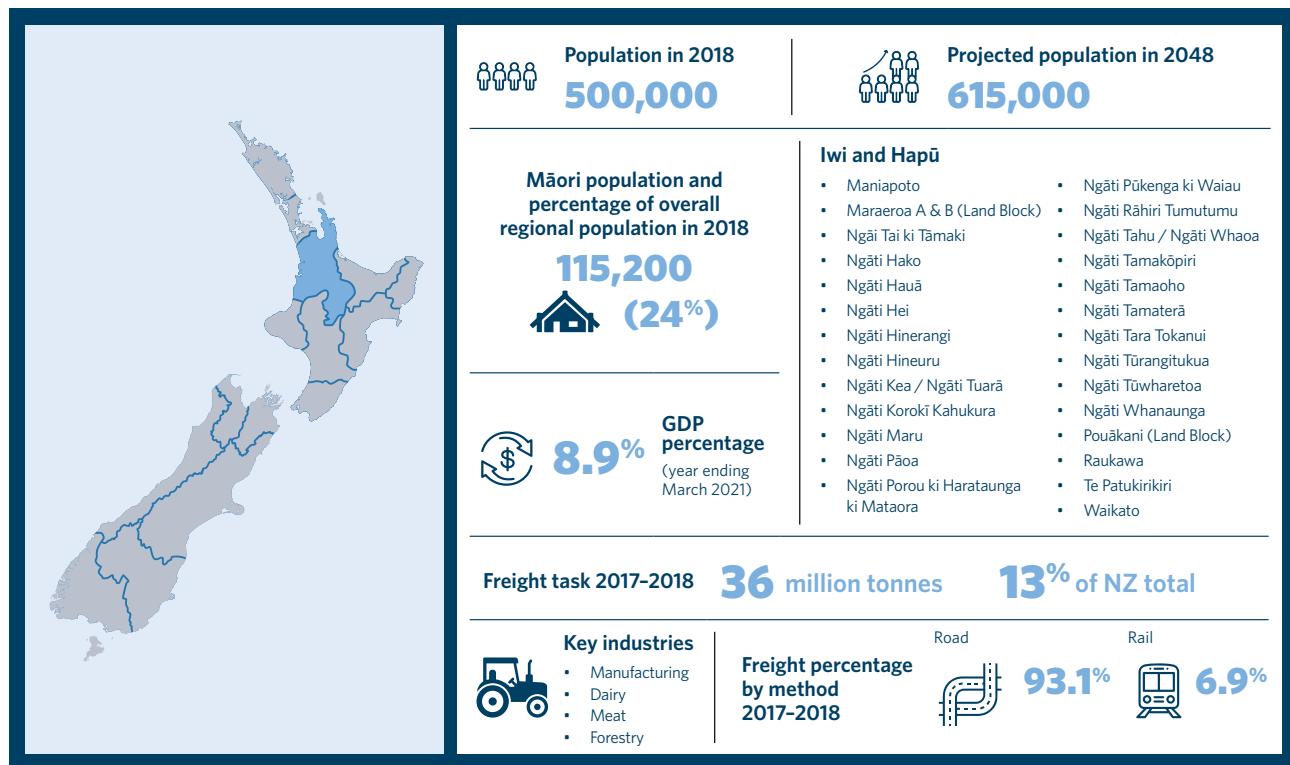 Population in 2018
500,000
Projected population in 2048
615,000
Māori population and
percentage of overall
regional population in 2018
115,200
(24%)
$
8.9%
GDP
percentage
(year ending
March 2021)
Iwi and Hapū
• Maniapoto
• Maraeroa A & B (Land Block)
• Ngāi Tai ki Tāmaki
• Ngāti Hako
• Ngāti Hauā
• Ngāti Hei
• Ngāti Hinerangi
• Ngāti Hineuru
• Ngāti Kea / Ngāti Tuarā
• Ngāti Korokī Kahukura
• Ngāti Maru
• Ngāti Pāoa
• Ngāti Porou ki Harataunga
ki Mataora
• Ngāti Pūkenga ki Waiau
• Ngāti Rāhiri Tumutumu
• Ngāti Tahu / Ngāti Whaoa
• Ngāti Tamakōpiri
• Ngāti Tamaoho
• Ngāti Tamaterā
• Ngāti Tara Tokanui
• Ngāti Tūrangitukua
• Ngāti Tūwharetoa
• Ngāti Whanaunga
• Pouākani (Land Block)
• Raukawa
• Te Patukirikiri
• Waikato
Freight task 2017–2018
36 million tonnes
13% of NZ total
Key industries
• Manufacturing
• Dairy
• Meat
• Forestry
Freight percentage
by method
2017–2018
Road
93.1%
Rail
6.9%